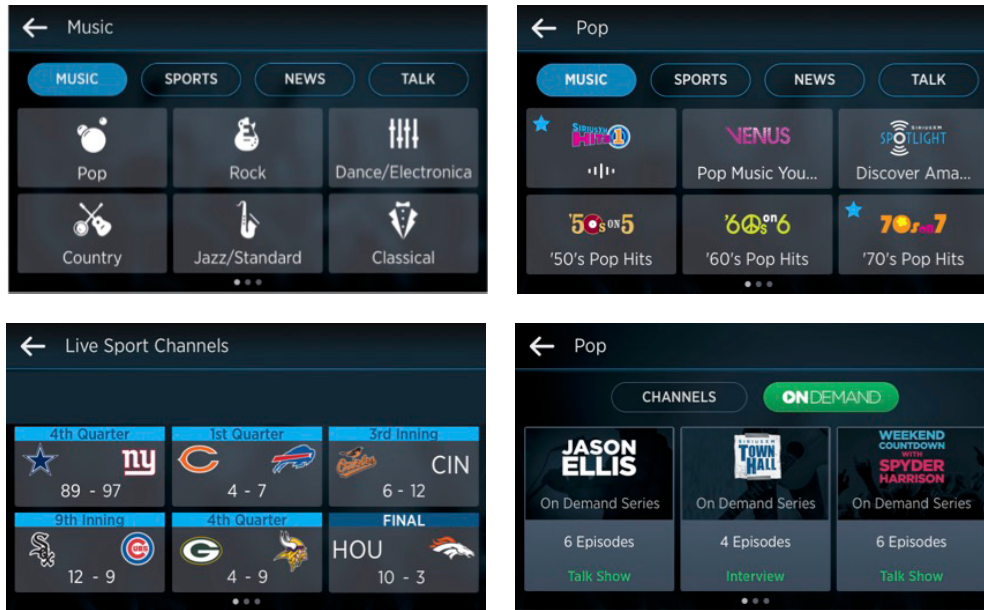 Music
MUSIC SPORTS NEWS TALK
Pop Rock Dance/Electronica
Country Jazz/Standard Classical
Pop
MUSIC SPORTS NEWS TALK
SIRIUSXM HITS 1 VENUS SIRIUSXM SPOTLIGHT
Pop Music You... Discover Ama...
'50s on 5 '60s on 6 70s on 7
'50's Pop Hits '60's Pop Hits '70's Pop Hits
Live Sport Channels
4th Quarter 1st Quarter 3rd Inning
ny C Orioles CIN
89 - 97 4 - 7 6 - 12
9th Inning 4th Quarter FINAL
Sox CUBS G HOU
12 - 9 4 - 9 10 - 3
Pop
CHANNELS ONDEMAND
JASON ELLIS
SIRIUSXM TOWN HALL
WEEKEND COUNTDOWN WITH SPYDER HARRISON
On Demand Series On Demand Series On Demand Series
6 Episodes 4 Episodes 6 Episodes
Talk Show Interview Talk Show